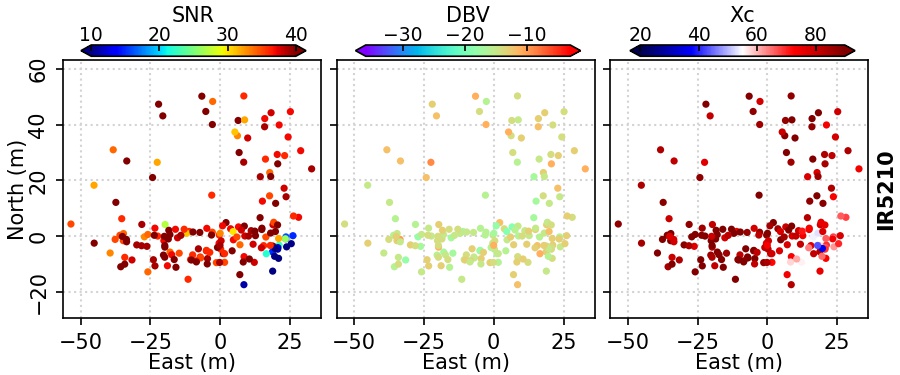 SNR DBV Xc
10 20 30 40 −30 −20 −10 20 40 60 80
60
40
20
0
−20
North (m)
−50 −25 0 25 −50 −25 0 25 −50 −25 0 25
East (m) East (m) East (m)
IR5210